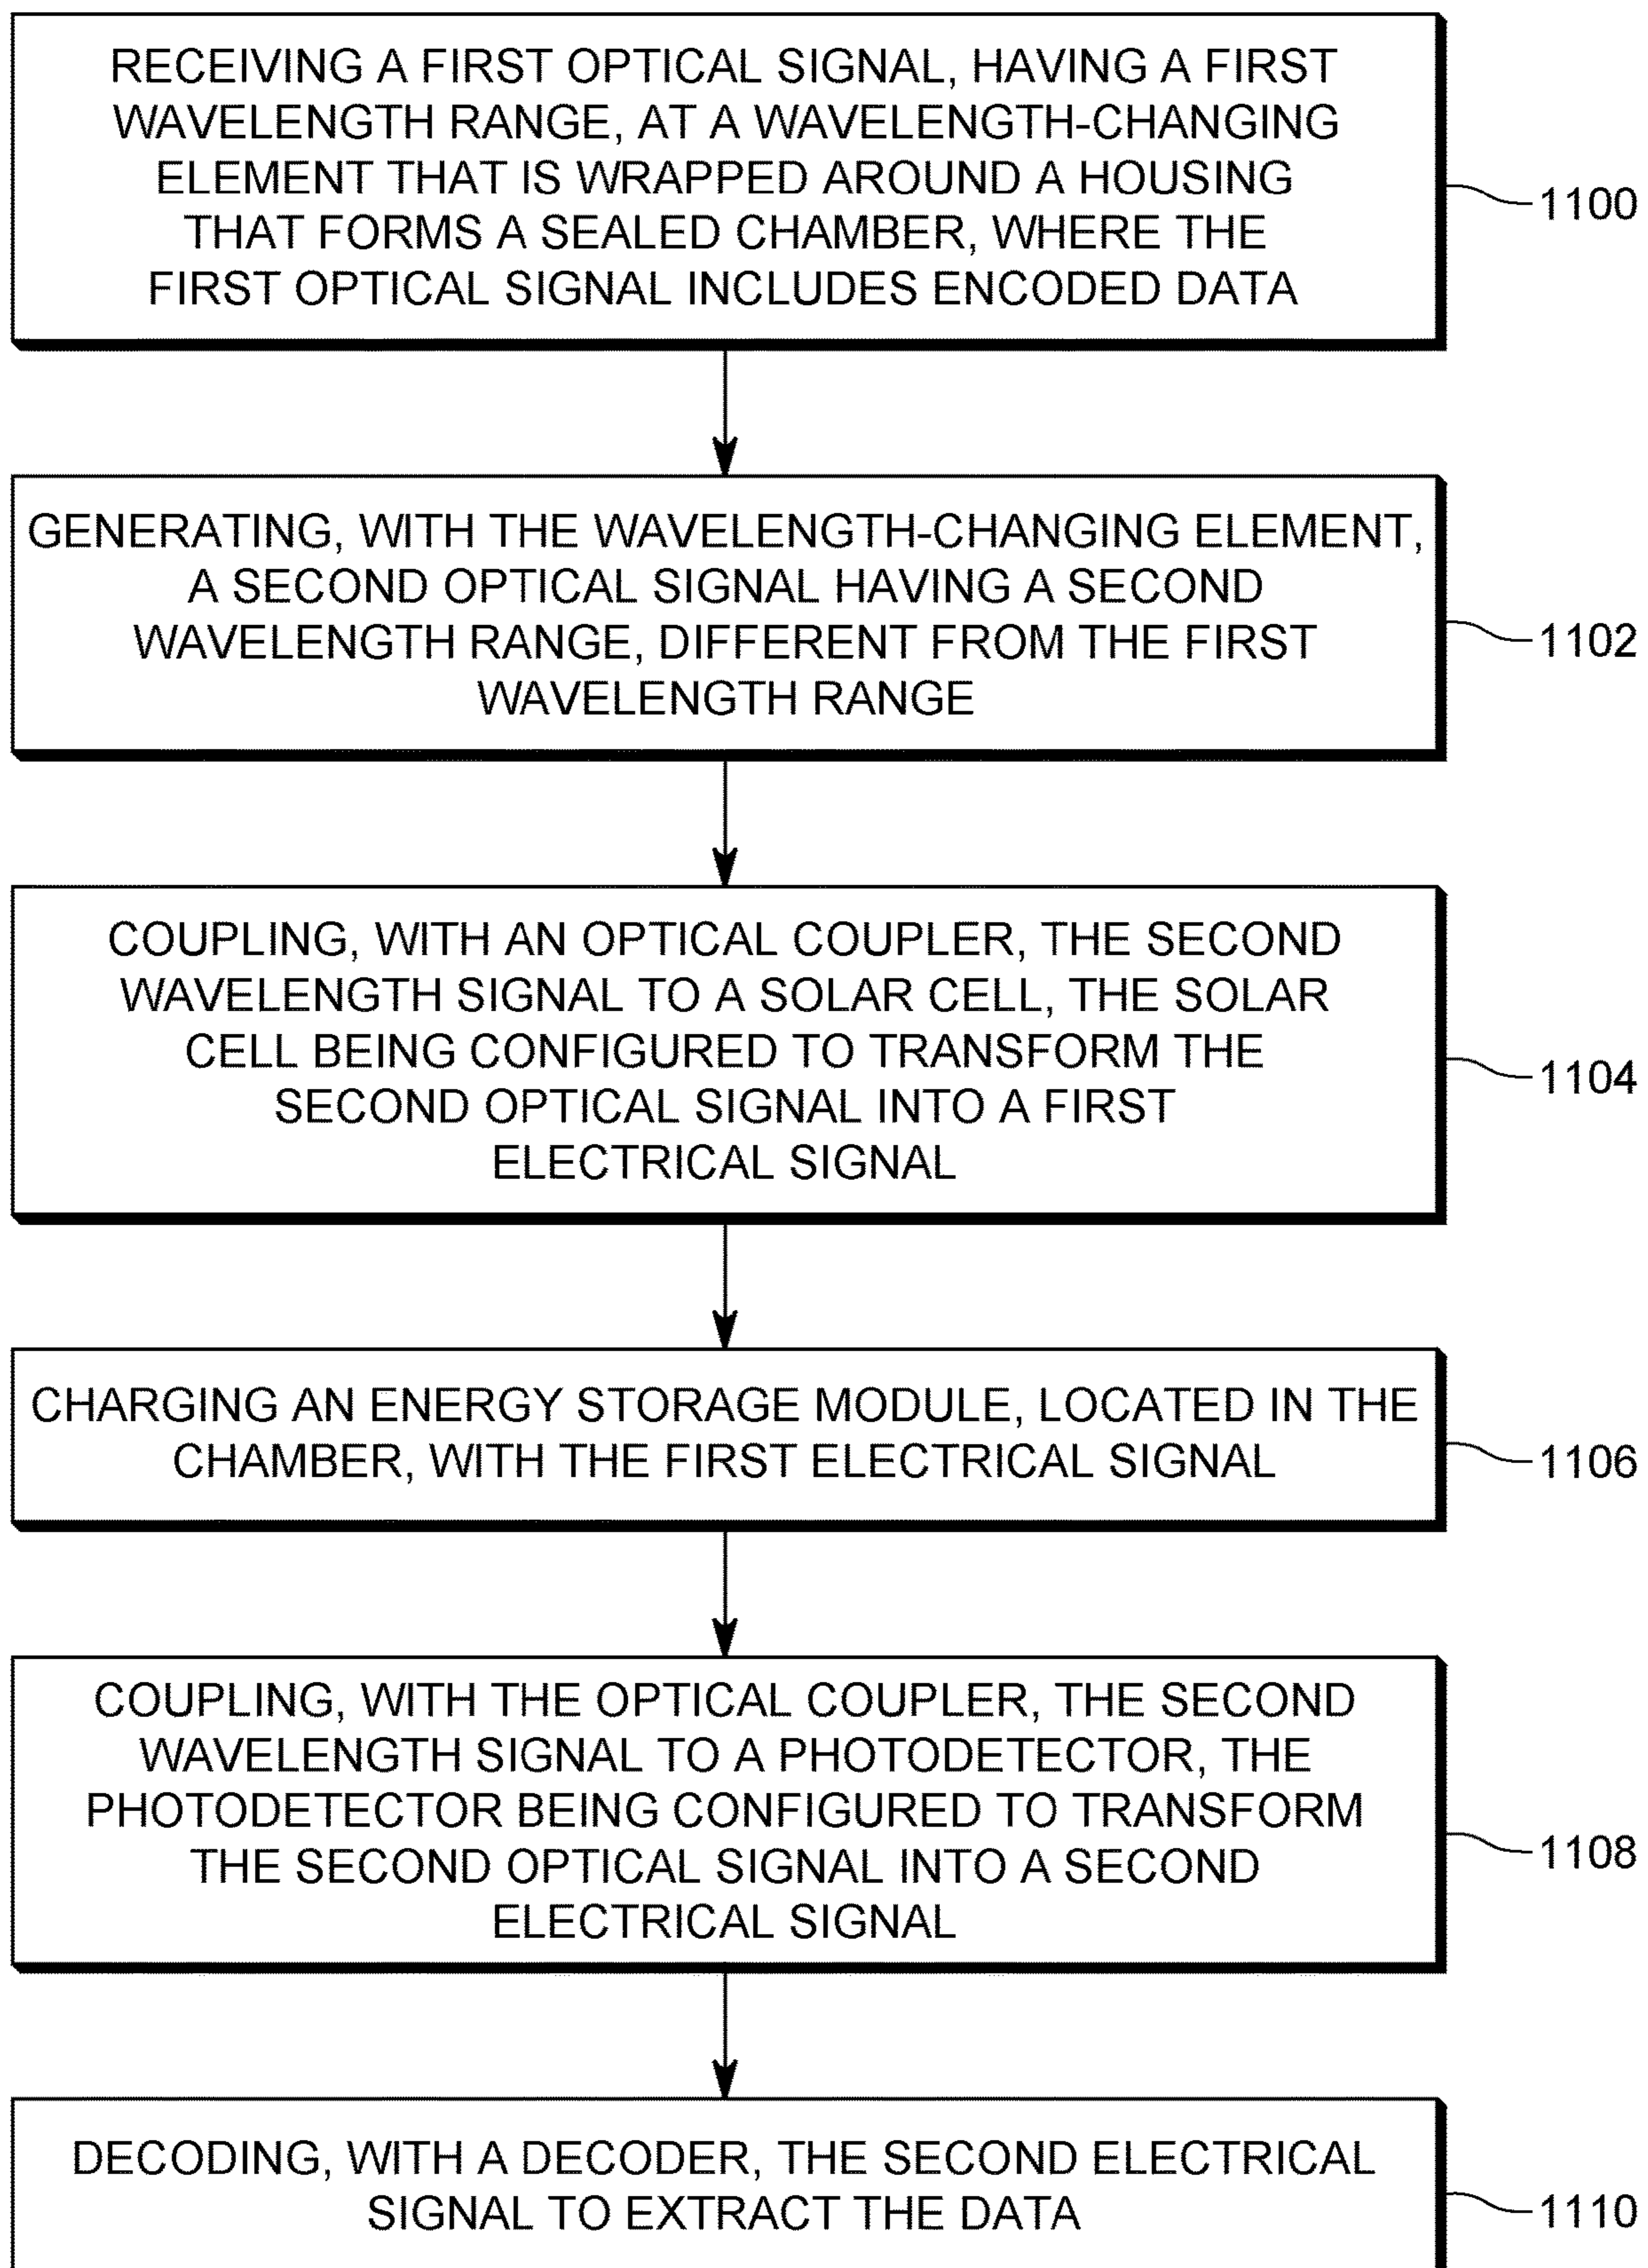 RECEIVING A FIRST OPTICAL SIGNAL, HAVING A FIRST
WAVELENGTH RANGE, AT A WAVELENGTH-CHANGING
ELEMENT THAT IS WRAPPED AROUND A HOUSING
THAT FORMS A SEALED CHAMBER, WHERE THE
FIRST OPTICAL SIGNAL INCLUDES ENCODED DATA
1100
GENERATING, WITH THE WAVELENGTH-CHANGING ELEMENT,
A SECOND OPTICAL SIGNAL HAVING A SECOND
WAVELENGTH RANGE, DIFFERENT FROM THE FIRST
WAVELENGTH RANGE
1102
COUPLING, WITH AN OPTICAL COUPLER, THE SECOND
WAVELENGTH SIGNAL TO A SOLAR CELL, THE SOLAR
CELL BEING CONFIGURED TO TRANSFORM THE
SECOND OPTICAL SIGNAL INTO A FIRST
ELECTRICAL SIGNAL
1104
CHARGING AN ENERGY STORAGE MODULE, LOCATED IN THE
CHAMBER, WITH THE FIRST ELECTRICAL SIGNAL
1106
COUPLING, WITH THE OPTICAL COUPLER, THE SECOND
WAVELENGTH SIGNAL TO A PHOTODETECTOR, THE
PHOTODETECTOR BEING CONFIGURED TO TRANSFORM
THE SECOND OPTICAL SIGNAL INTO A SECOND
ELECTRICAL SIGNAL
1108
DECODING, WITH A DECODER, THE SECOND ELECTRICAL
SIGNAL TO EXTRACT THE DATA
1110